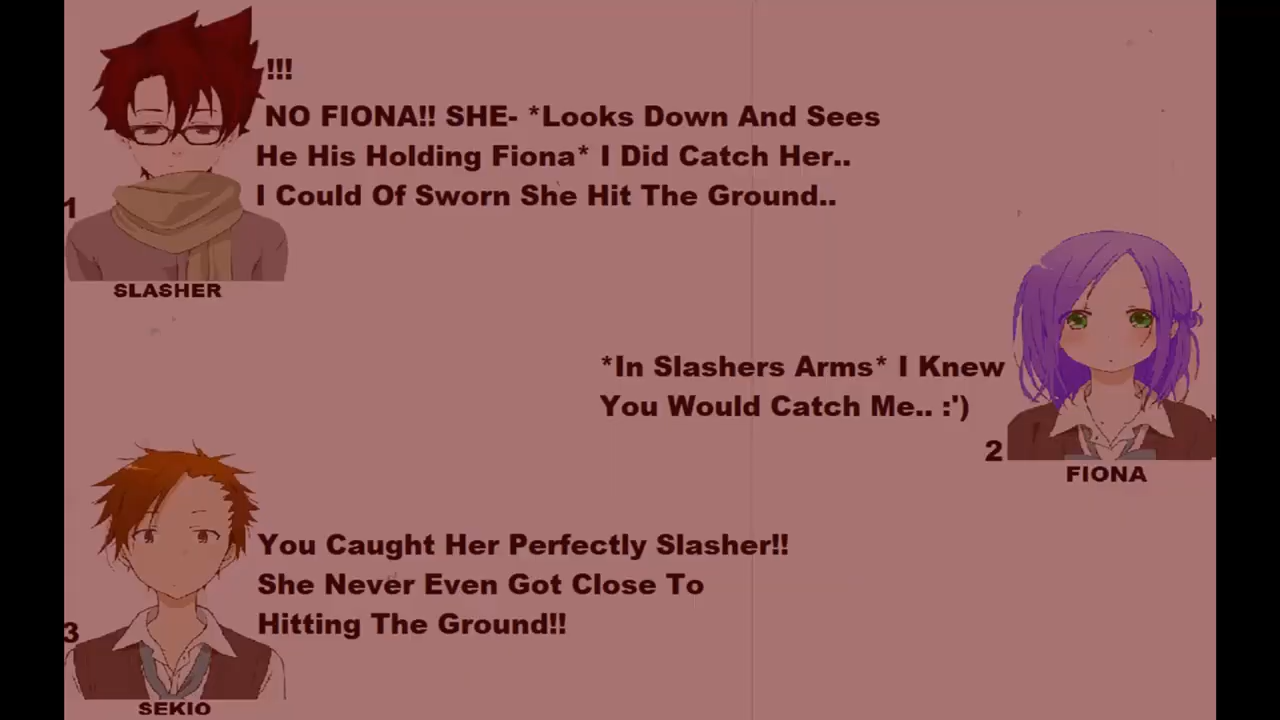 !!!
NO FIONA!! SHE- *Looks Down And Sees
He His Holding Fiona* I Did Catch Her..
I Could Of Sworn She Hit The Ground..
1
SLASHER
*In Slashers Arms* I Knew
You Would Catch Me.. :')
2
FIONA
You Caught Her Perfectly Slasher!!
She Never Even Got Close To
Hitting The Ground!!
3
SEKIO